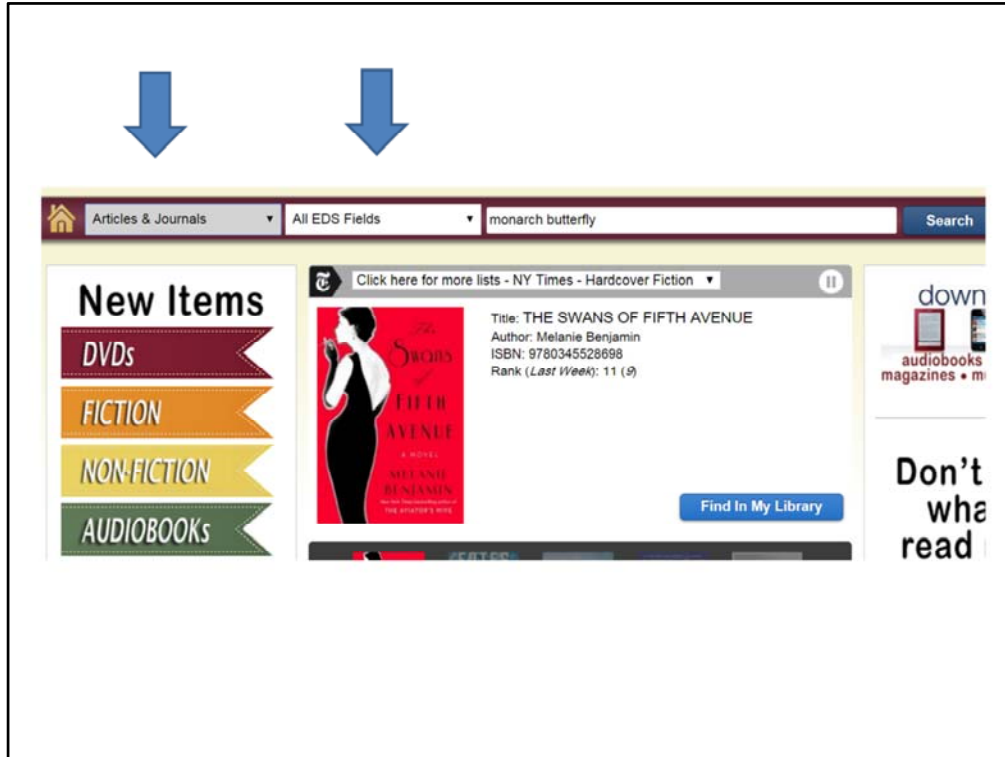 Articles & Journals
All EDS Fields
monarch butterfly
Search
New Items
DVDs
FICTION
NON-FICTION
AUDIOBOOKs
Click here for more lists - NY Times - Hardcover Fiction
The
Swans
of
FIFTH
AVENUE
A NOVEL
MELANIE
BENJAMIN
THE AVIATOR'S WIFE
Title: THE SWANS OF FIFTH AVENUE
Author: Melanie Benjamin
ISBN: 9780345528698
Rank (Last Week): 11 (9)
Find In My Library
down
audiobooks
magazines • m
Don't
wha
read